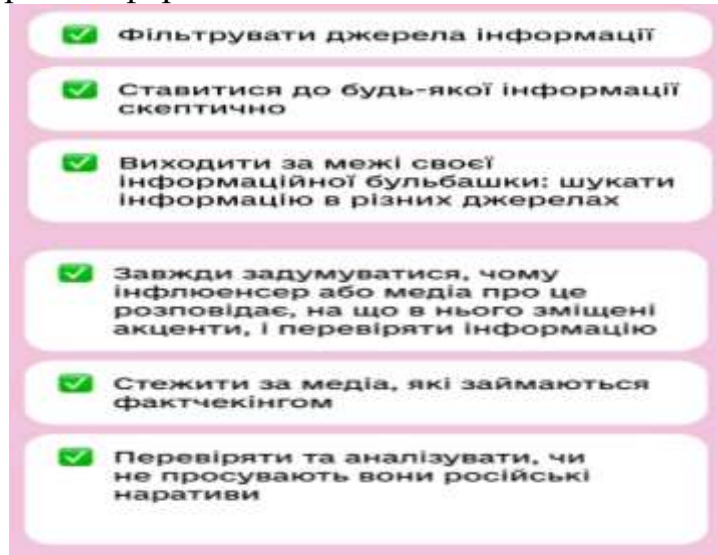 Фільтрувати джерела інформації
Ставитися до будь-якої інформації
скептично
Виходити за межі своєї
інформаційної бульбашки: шукати
інформацію в різних джерелах
Завжди задумуватися, чому
інфлюенсер або медіа про це
розповідає, на що в нього зміщені
акценти, і перевіряти інформацію
Стежити за медіа, які займаються
фактчекінгом
Перевіряти та аналізувати, чи
не просувають вони російські
наративи